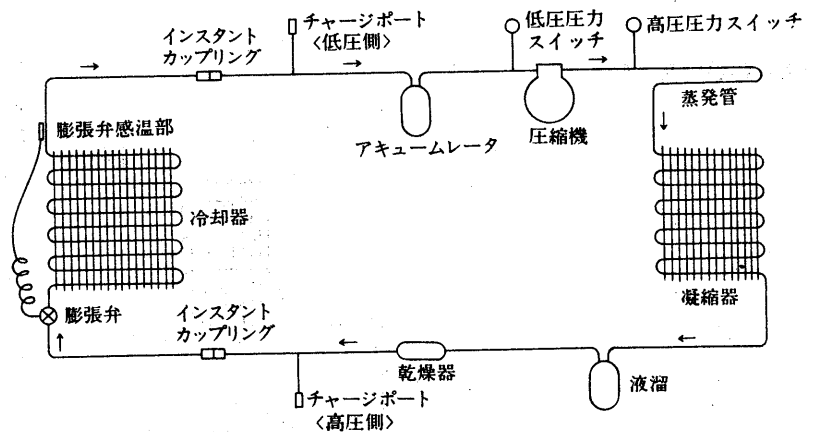 インスタント
カップリング
チャージポート
〈低圧側〉
低圧圧力
スイッチ
高圧圧力スイッチ
蒸発管
膨張弁感温部
アキュームレータ
圧縮機
冷却器
凝縮器
膨張弁
インスタント
カップリング
乾燥器
液溜
チャージポート
〈高圧側〉